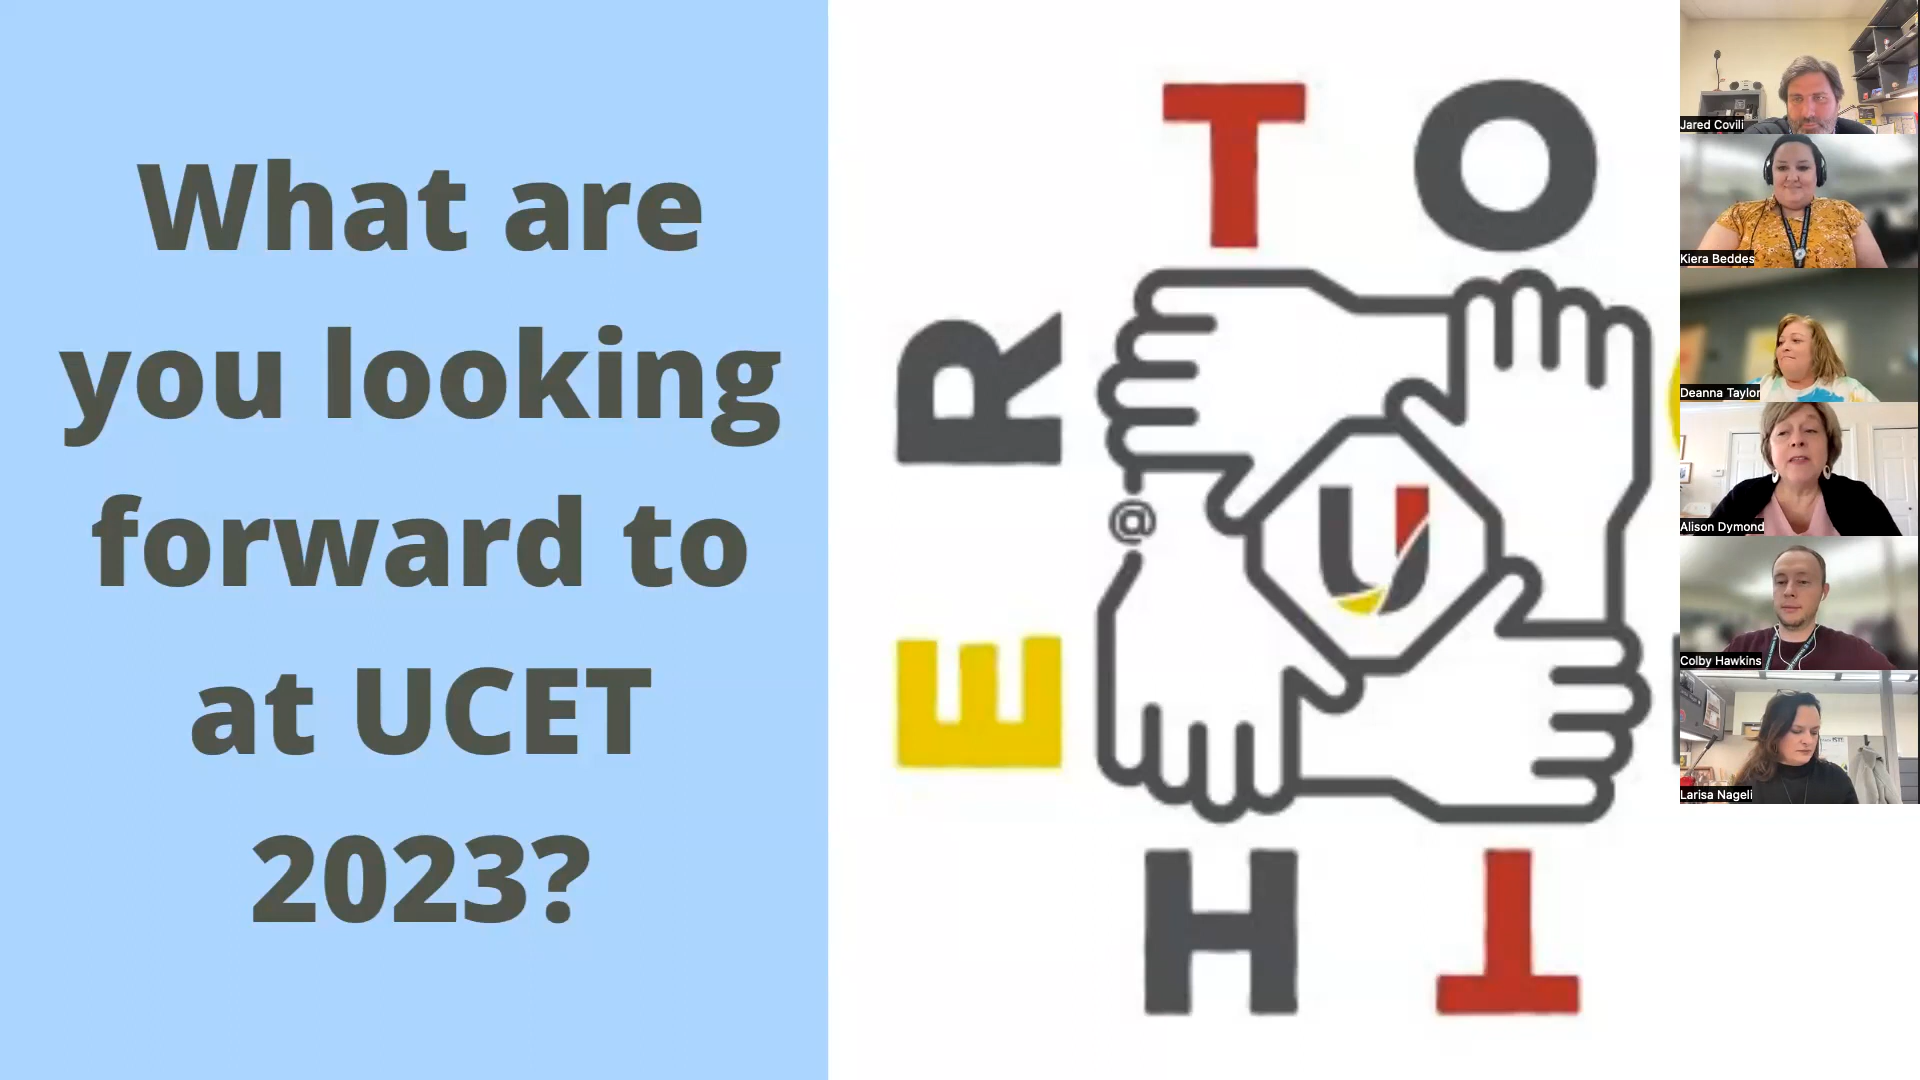 What are
you looking
forward to
at UCET
2023?
T O
R
E
H T
@
U
Jared Covili
Kiera Beddes
Deanna Taylor
Alison Dymond
Colby Hawkins
Larisa Nageli